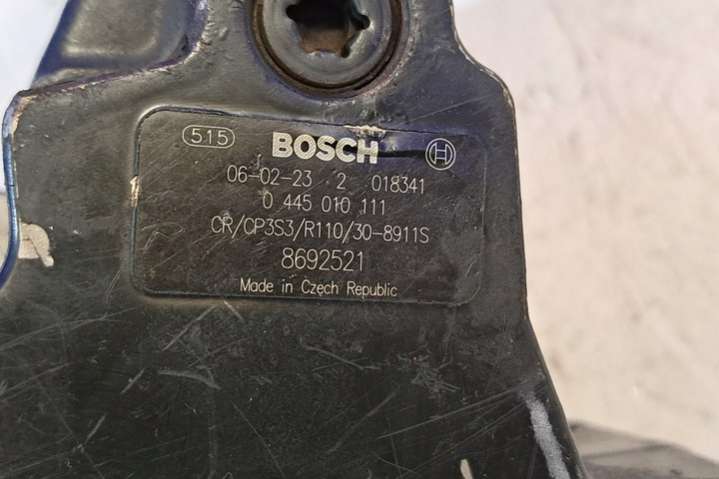 515 BOSCH
06-02-23 2 018341
0 445 010 111
CR/CP3S3/R110/30-8911S
8692521
Made in Czech Republic